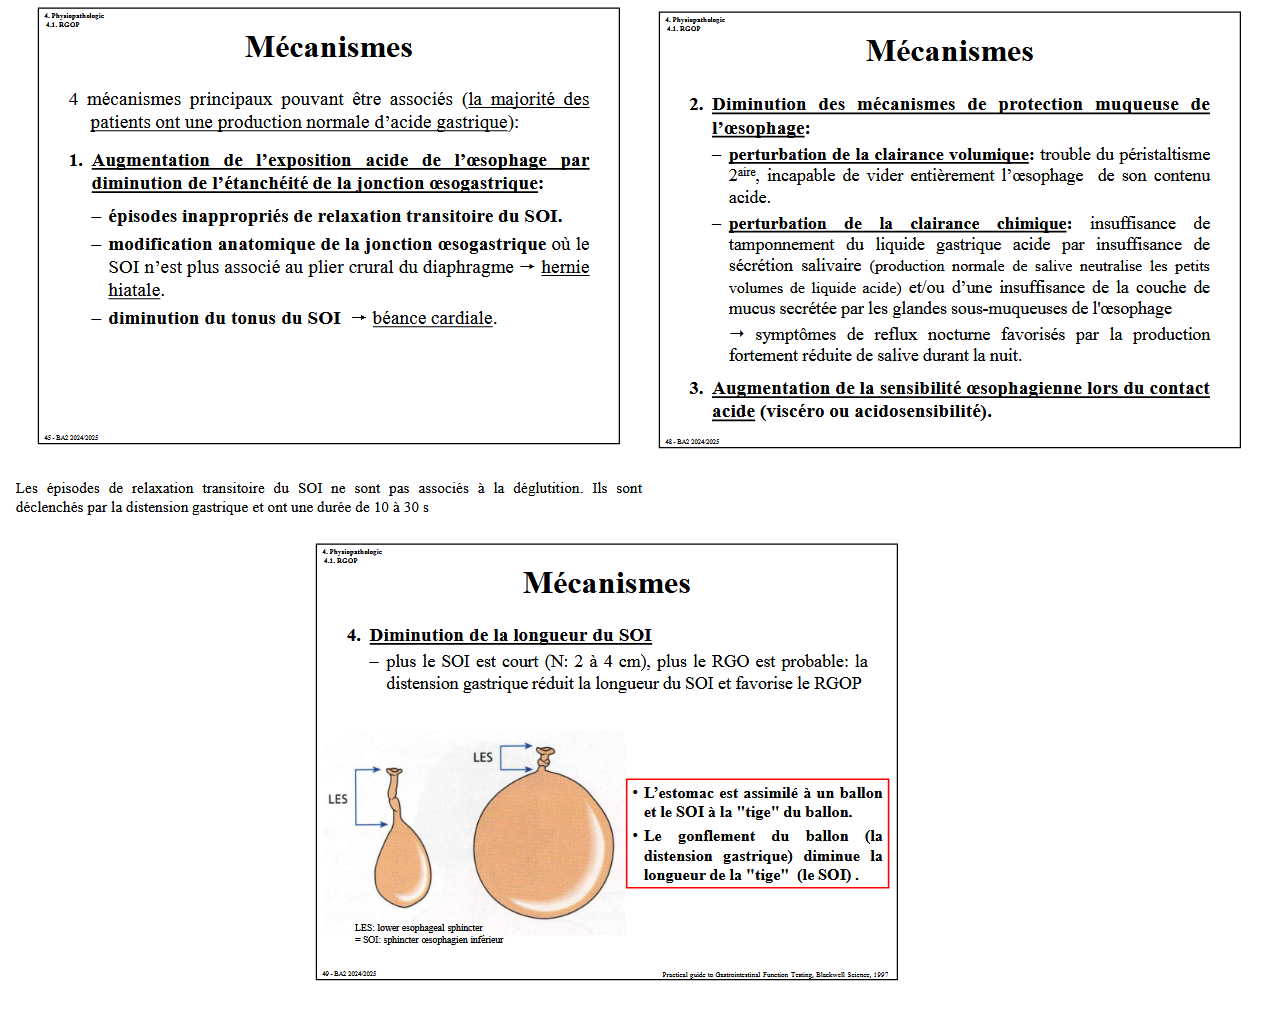 4. Physiopathologie
4.1. RGOP
Mécanismes
4 mécanismes principaux pouvant être associés (la majorité des
patients ont une production normale d'acide gastrique):
1. Augmentation de l'exposition acide de l'œsophage par
diminution de l'étanchéité de la jonction œsogastrique:
– épisodes inappropriés de relaxation transitoire du SOI.
– modification anatomique de la jonction œsogastrique où le
SOI n'est plus associé au plier crural du diaphragme → hernie
hiatale.
– diminution du tonus du SOI → béance cardiale.
45 - BA2 2024/2025
4. Physiopathologie
4.1. RGOP
Mécanismes
2. Diminution des mécanismes de protection muqueuse de
l'œsophage:
– perturbation de la clairance volumique: trouble du péristaltisme
2aire, incapable de vider entièrement l'œsophage de son contenu
acide.
– perturbation de la clairance chimique: insuffisance de
tamponnement du liquide gastrique acide par insuffisance de
sécrétion salivaire (production normale de salive neutralise les petits
volumes de liquide acide) et/ou d'une insuffisance de la couche de
mucus secrétée par les glandes sous-muqueuses de l'œsophage
→ symptômes de reflux nocturne favorisés par la production
fortement réduite de salive durant la nuit.
3. Augmentation de la sensibilité œsophagienne lors du contact
acide (viscéro ou acidosensibilité).
48 - BA2 2024/2025
Les épisodes de relaxation transitoire du SOI ne sont pas associés à la déglutition. Ils sont
déclenchés par la distension gastrique et ont une durée de 10 à 30 s
4. Physiopathologie
4.1. RGOP
Mécanismes
4. Diminution de la longueur du SOI
– plus le SOI est court (N: 2 à 4 cm), plus le RGO est probable: la
distension gastrique réduit la longueur du SOI et favorise le RGOP
LES
LES
• L'estomac est assimilé à un ballon
et le SOI à la "tige" du ballon.
• Le gonflement du ballon (la
distension gastrique) diminue la
longueur de la "tige" (le SOI) .
LES: lower esophageal sphincter
= SOI: sphincter œsophagien inférieur
49 - BA2 2024/2025
Practical guide to Gastrointestinal Function Testing, Blackwell Science, 1997